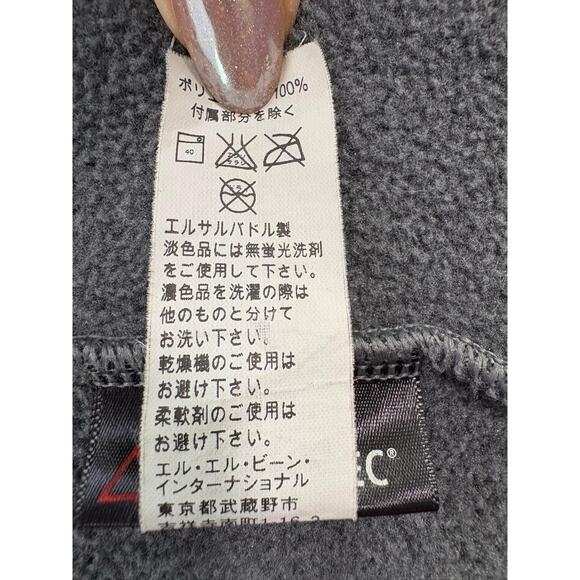 100%
付属部分を除く
40
エルサルバドル製
淡色品には無蛍光洗剤
をご使用して下さい。
濃色品を洗濯の際は
他のものと分けて
お洗い下さい。
乾燥機のご使用は
お避け下さい。
柔軟剤のご使用は
お避け下さい。
エル・エル・ビーン・
インターナショナル
東京都武蔵野市
EC®